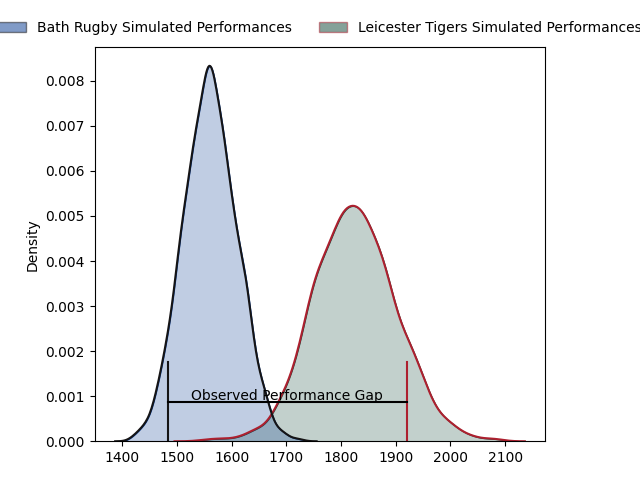 Bath Rugby Simulated Performances
Leicester Tigers Simulated Performances
0.008
0.007
0.006
0.005
0.004
0.003
0.002
0.001
0.000
Density
Observed Performance Gap
1400 1500 1600 1700 1800 1900 2000 2100